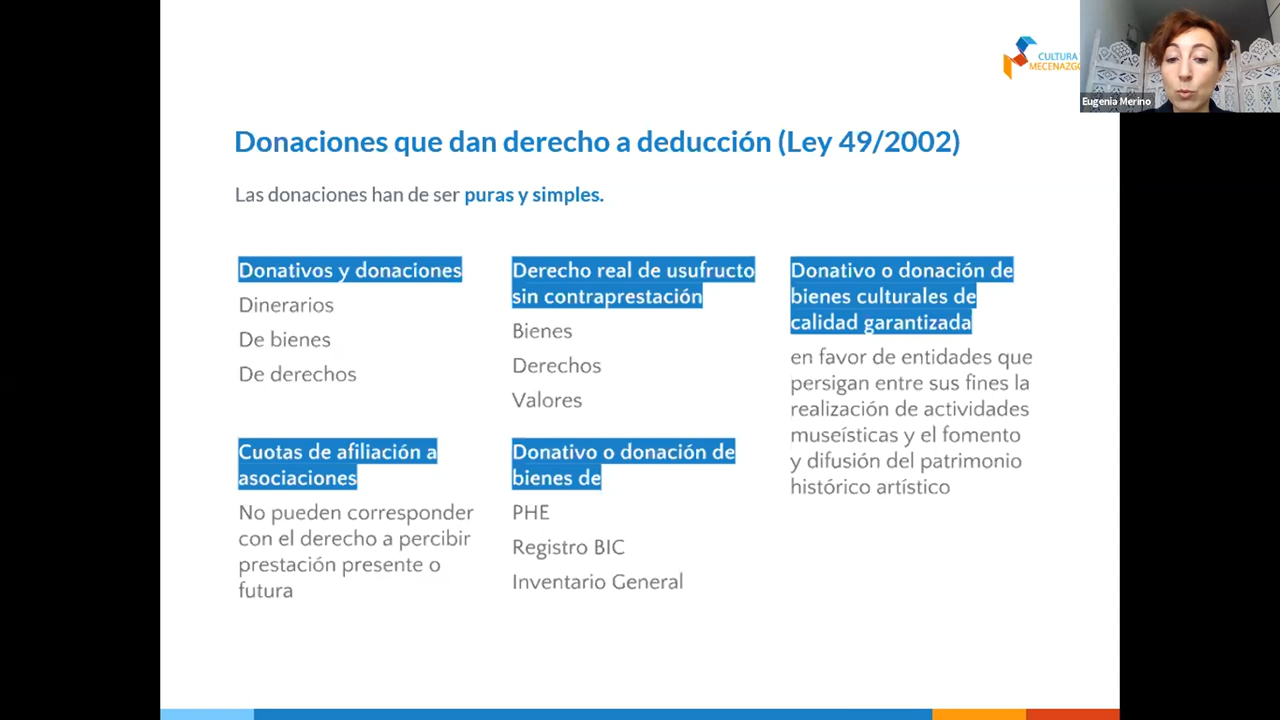 CULTURA
MECENAZGO
Eugenia Merino
Donaciones que dan derecho a deducción (Ley 49/2002)
Las donaciones han de ser puras y simples.
Donativos y donaciones
Dinerarios
De bienes
De derechos
Cuotas de afiliación a
asociaciones
No pueden corresponder
con el derecho a percibir
prestación presente o
futura
Derecho real de usufructo
sin contraprestación
Bienes
Derechos
Valores
Donativo o donación de
bienes de
PHE
Registro BIC
Inventario General
Donativo o donación de
bienes culturales de
calidad garantizada
en favor de entidades que
persigan entre sus fines la
realización de actividades
museísticas y el fomento
y difusión del patrimonio
histórico artístico